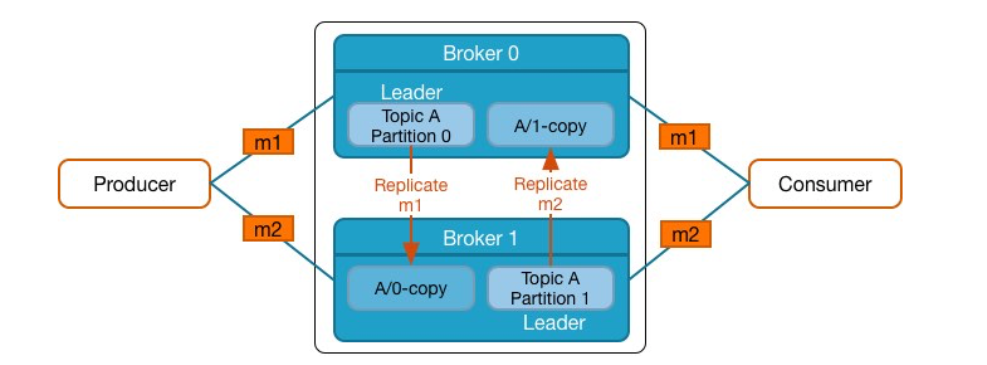 Broker 0
Leader
Topic A
Partition 0
A/1-copy
m1
m1
Replicate
m1
Replicate
m2
Producer
Consumer
m2
m2
Broker 1
A/0-copy
Topic A
Partition 1
Leader